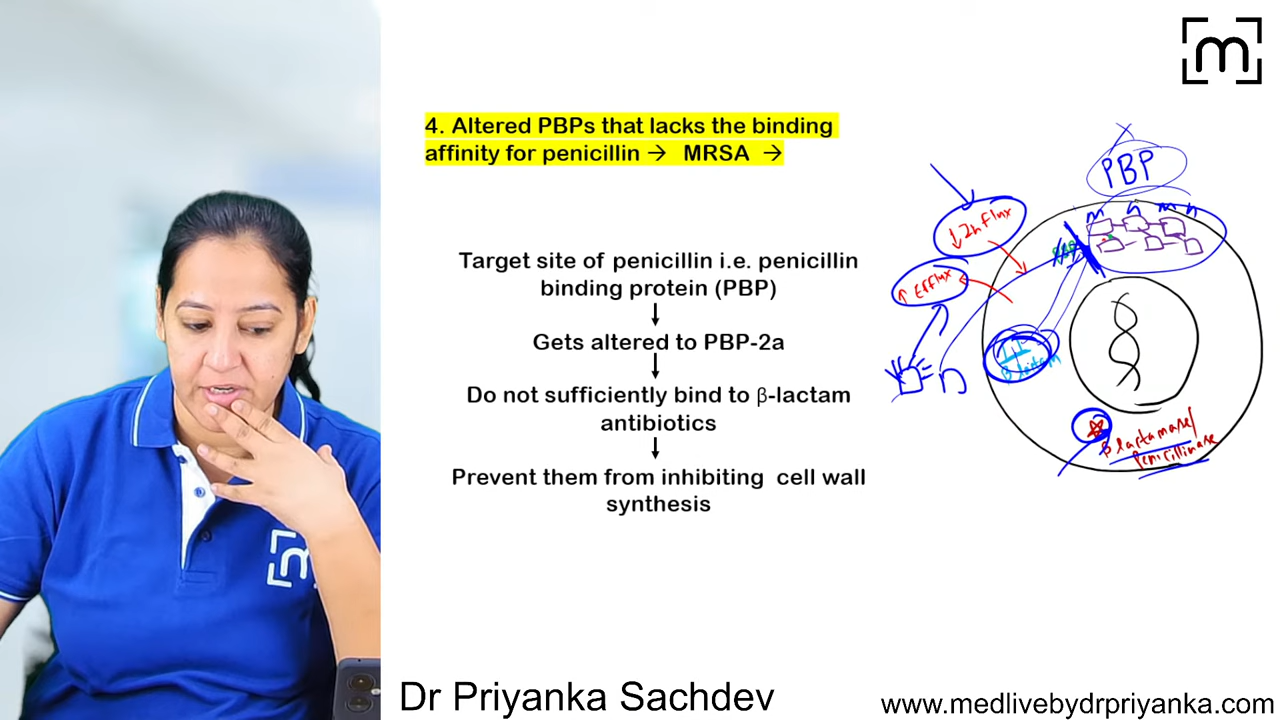 m
4. Altered PBPs that lacks the binding
affinity for penicillin → MRSA →
PBP
m n m n
↓ Influx
↑ Efflux
Target site of penicillin i.e. penicillin
binding protein (PBP)
↓
Gets altered to PBP-2a
↓
Do not sufficiently bind to β-lactam
antibiotics
↓
Prevent them from inhibiting cell wall
synthesis
β lactam
β lactamase/
Penicillinase
m
Dr Priyanka Sachdev
www.medlivebydrpriyanka.com